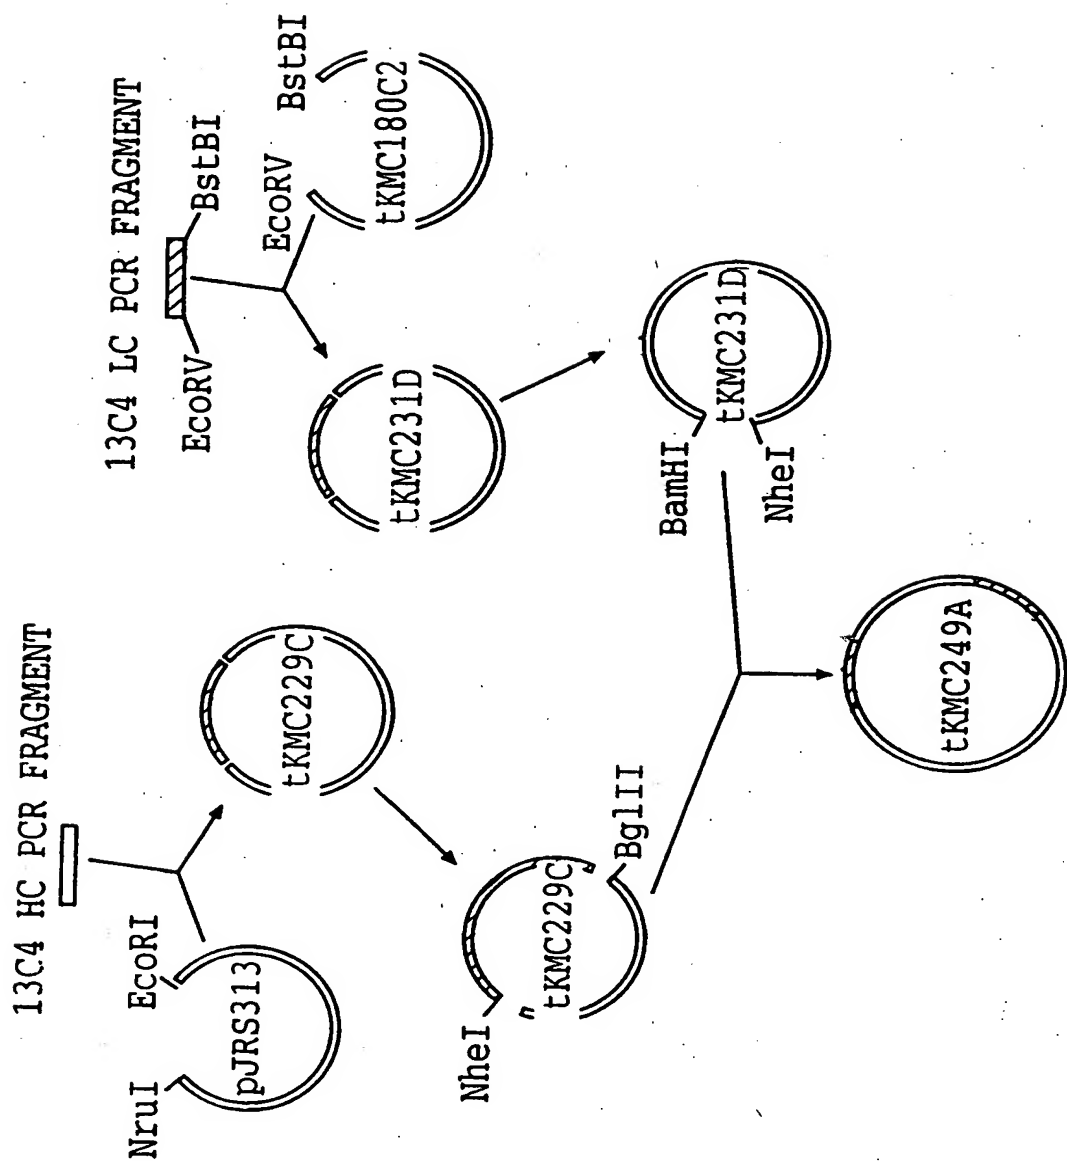 13C4 HC PCR FRAGMENT
NruI
EcoRI
pJRS313
tKMC229C
NheI
tKMC229C
BglII
13C4 LC PCR FRAGMENT
EcoRV
BstBI
EcoRV
BstBI
tKMC180C2
tKMC231D
BamHI
tKMC231D
NheI
tKMC249A